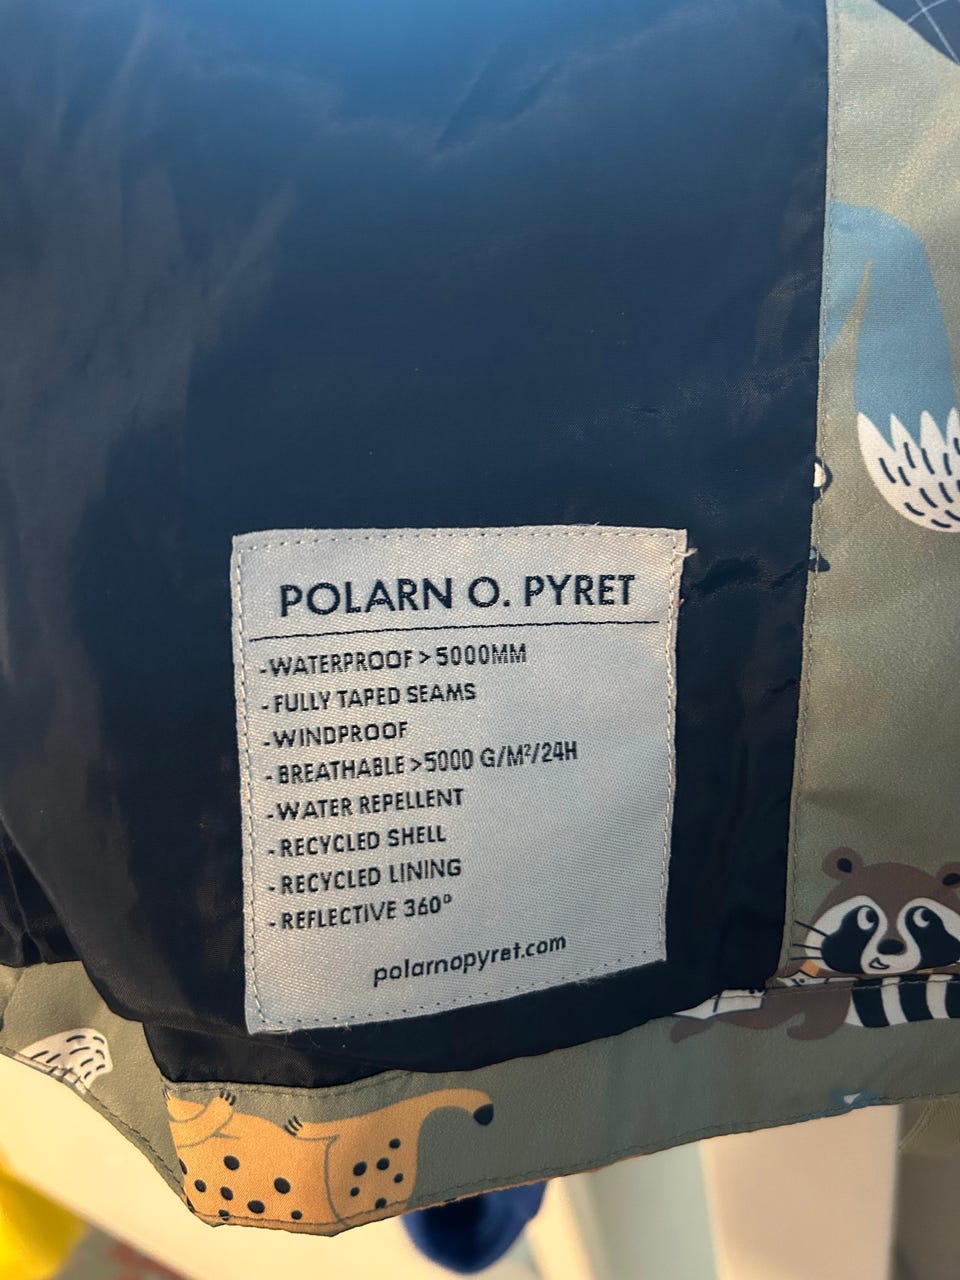 POLARN O. PYRET
-WATERPROOF > 5000MM
-FULLY TAPED SEAMS
-WINDPROOF
-BREATHABLE >5000 G/M²/24H
-WATER REPELLENT
-RECYCLED SHELL
-RECYCLED LINING
-REFLECTIVE 360°
polarnopyret.com